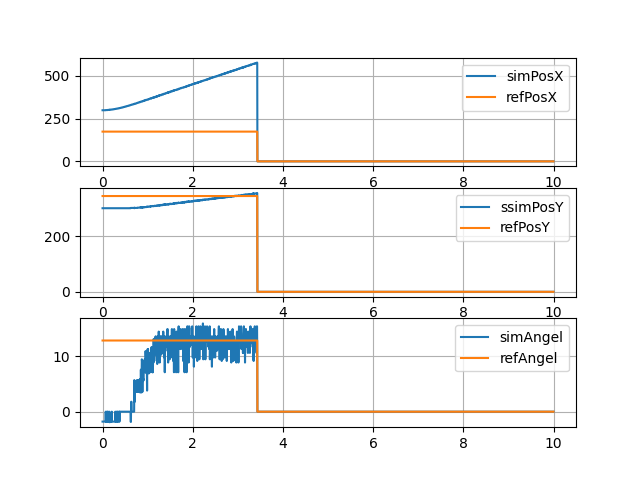 500
250
0
simPosX
refPosX
0 2 4 6 8 10
200
0
ssimPosY
refPosY
0 2 4 6 8 10
10
0
simAngel
refAngel
0 2 4 6 8 10